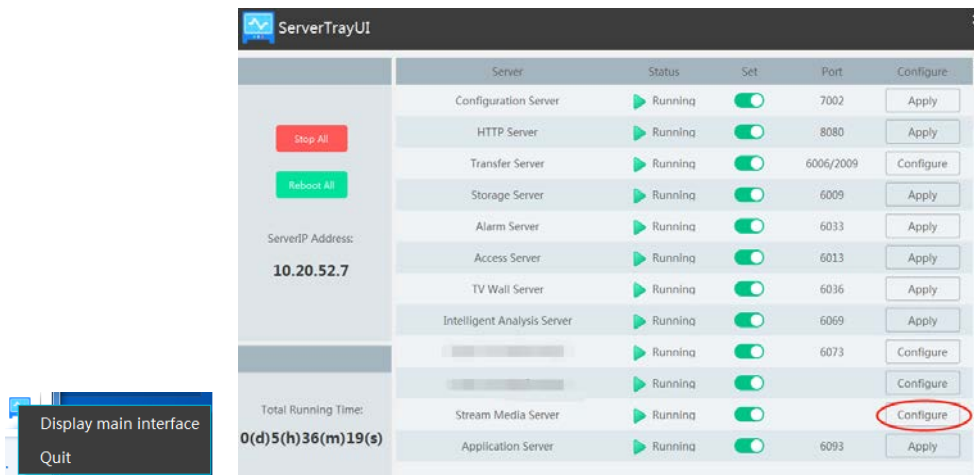 ServerTrayUI
Server Status Set Port Configure
Configuration Server Running 7002 Apply
Stop All
HTTP Server Running 8080 Apply
Transfer Server Running 6006/2009 Configure
Reboot All
Storage Server Running 6009 Apply
Alarm Server Running 6033 Apply
ServerIP Address:
10.20.52.7
Access Server Running 6013 Apply
TV Wall Server Running 6036 Apply
Intelligent Analysis Server Running 6069 Apply
Running 6073 Configure
Running Configure
Total Running Time:
0(d)5(h)36(m)19(s)
Stream Media Server Running Configure
Application Server Running 6093 Apply
Display main interface
Quit